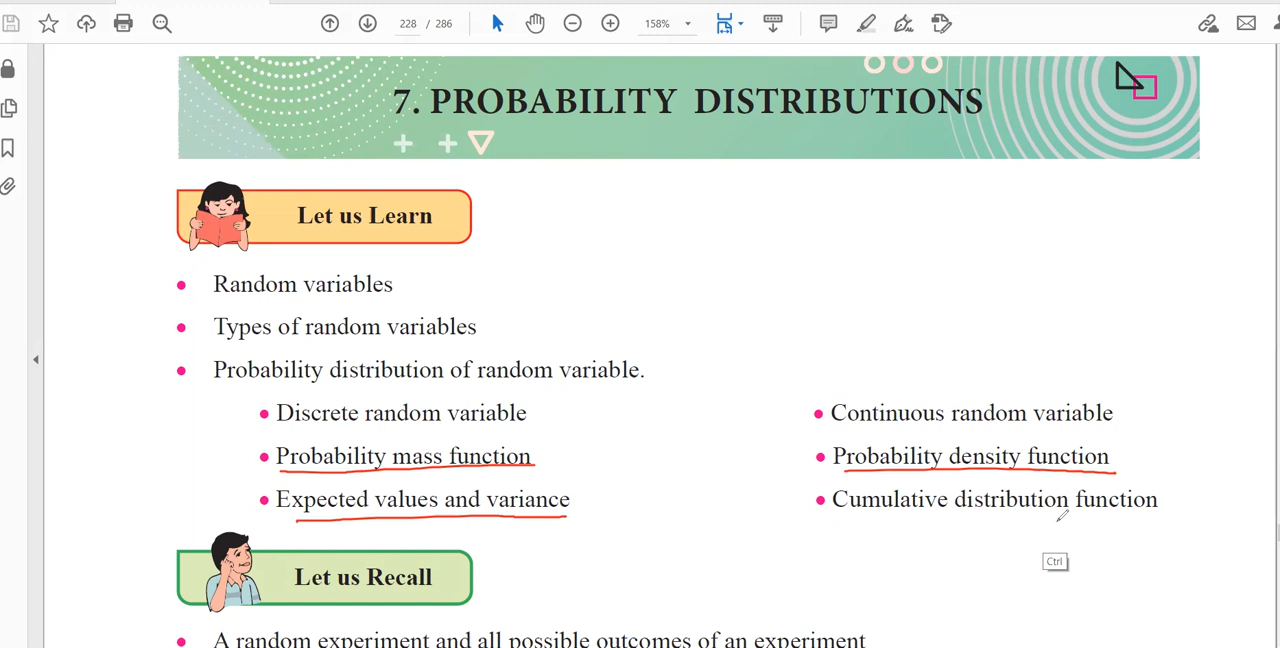 228 / 286
158%
7. PROBABILITY DISTRIBUTIONS
Let us Learn
• Random variables
• Types of random variables
• Probability distribution of random variable.
• Discrete random variable • Continuous random variable
• Probability mass function • Probability density function
• Expected values and variance • Cumulative distribution function
Ctrl
Let us Recall
• A random experiment and all possible outcomes of an experiment